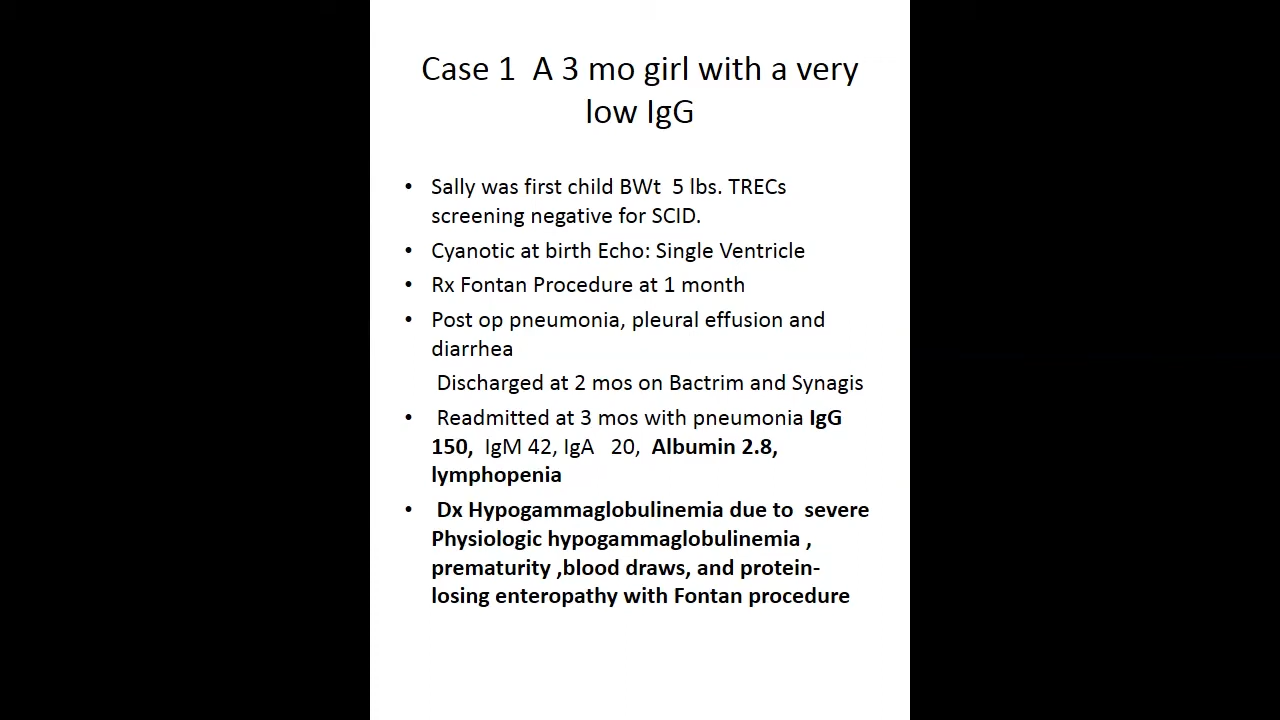 Case 1  A 3 mo girl with a very
low IgG
• Sally was first child BWt  5 lbs. TRECs
screening negative for SCID.
• Cyanotic at birth Echo: Single Ventricle
• Rx Fontan Procedure at 1 month
• Post op pneumonia, pleural effusion and
diarrhea
Discharged at 2 mos on Bactrim and Synagis
• Readmitted at 3 mos with pneumonia IgG
150,  IgM 42, IgA   20,  Albumin 2.8,
lymphopenia
• Dx Hypogammaglobulinemia due to  severe
Physiologic hypogammaglobulinemia ,
prematurity ,blood draws, and protein-
losing enteropathy with Fontan procedure